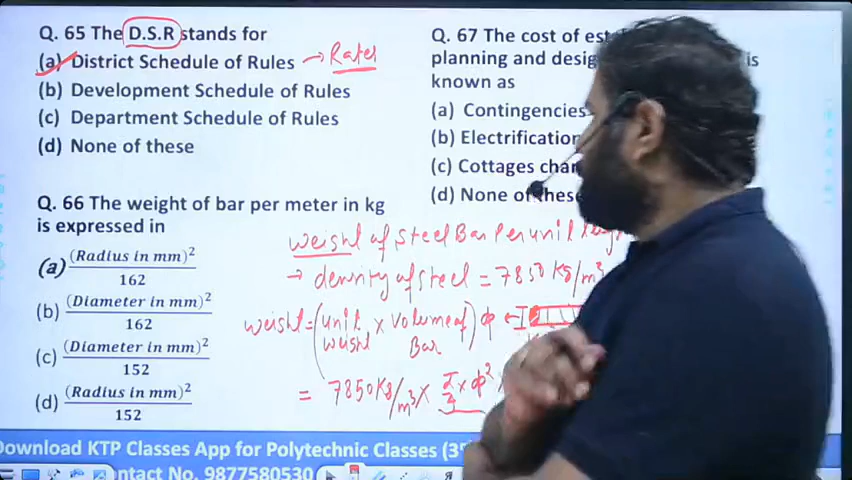 Q. 65 The D.S.R stands for
(a) District Schedule of Rules → Rates
(b) Development Schedule of Rules
(c) Department Schedule of Rules
(d) None of these
Q. 66 The weight of bar per meter in kg
is expressed in
(a) (Radius in mm)² / 162
(b) (Diameter in mm)² / 162
(c) (Diameter in mm)² / 152
(d) (Radius in mm)² / 152
Q. 67 The cost of
planning and is
known as
(a) Contingencies
(b) Electrification
(c) Cottages
(d) None of these
weight of Steel Bar Per unit
→ density of steel = 7850 Kg/m³
weight = (unit weight × volume of Bar) ϕ
= 7850 Kg/m³ × × ϕ²
Download KTP Classes App for Polytechnic Classes
Contact No. 9877580530